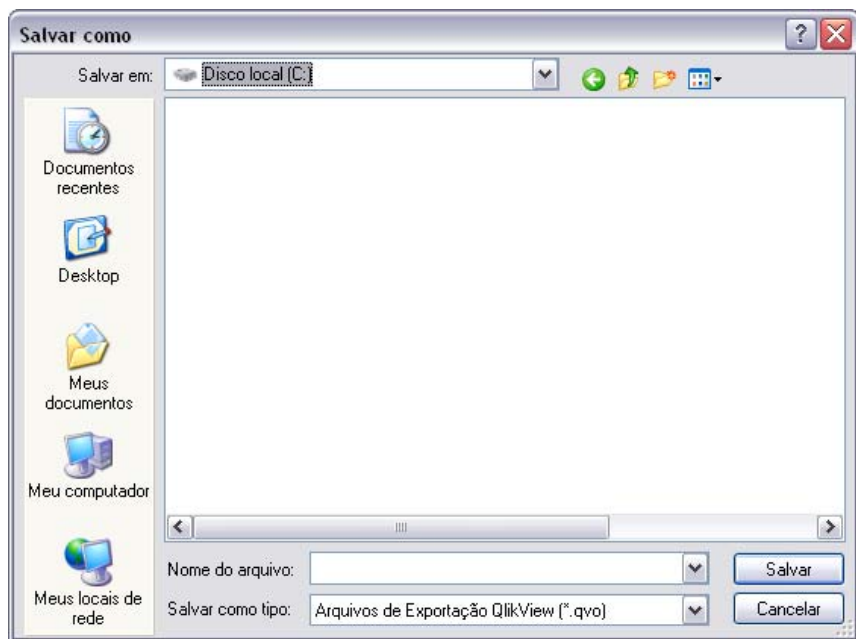 Salvar como
Salvar em:
Disco local (C:)
Documentos
recentes
Desktop
Meus
documentos
Meu computador
Meus locais de
rede
Nome do arquivo:
Salvar
Salvar como tipo:
Arquivos de Exportação QlikView (*.qvo)
Cancelar